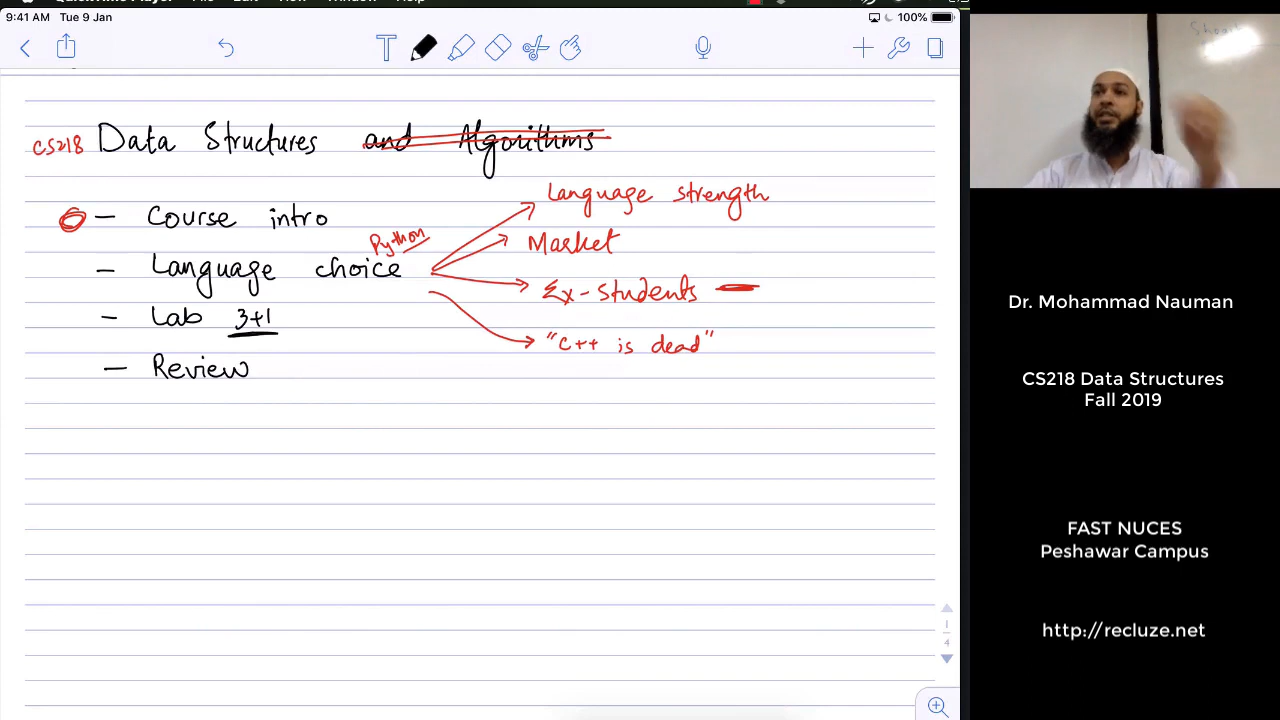 9:41 AM Tue 9 Jan
100%
CS218 Data Structures and Algorithms
— Course intro
Python
— Language choice
Language strength
Market
Ex-students
"C++ is dead"
— Lab 3+1
— Review
1
4
Dr. Mohammad Nauman
CS218 Data Structures
Fall 2019
FAST NUCES
Peshawar Campus
http://recluze.net